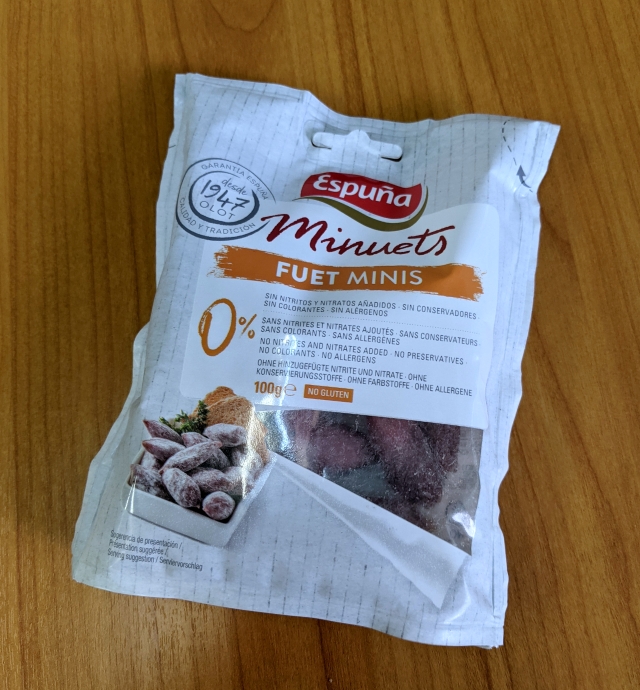 GARANTÍA ESPUÑA
desde
1947
OLOT
CALIDAD Y TRADICIÓN
ESPUÑA
Minuets
FUET MINIS
0%
SIN NITRITOS Y NITRATOS AÑADIDOS · SIN CONSERVADORES
SIN COLORANTES · SIN ALÉRGENOS
SANS NITRITES ET NITRATES AJOUTÉS · SANS CONSERVATEURS
SANS COLORANTS · SANS ALLERGÈNES
NO NITRITES AND NITRATES ADDED · NO PRESERVATIVES ·
NO COLORANTS · NO ALLERGENS
OHNE HINZUGEFÜGTE NITRITE UND NITRATE · OHNE
KONSERVIERUNGSSTOFFE · OHNE FARBSTOFFE · OHNE ALLERGENE
100g e NO GLUTEN
Sugerencia de presentación /
Présentation suggérée /
Serving suggestion / Serviervorschlag